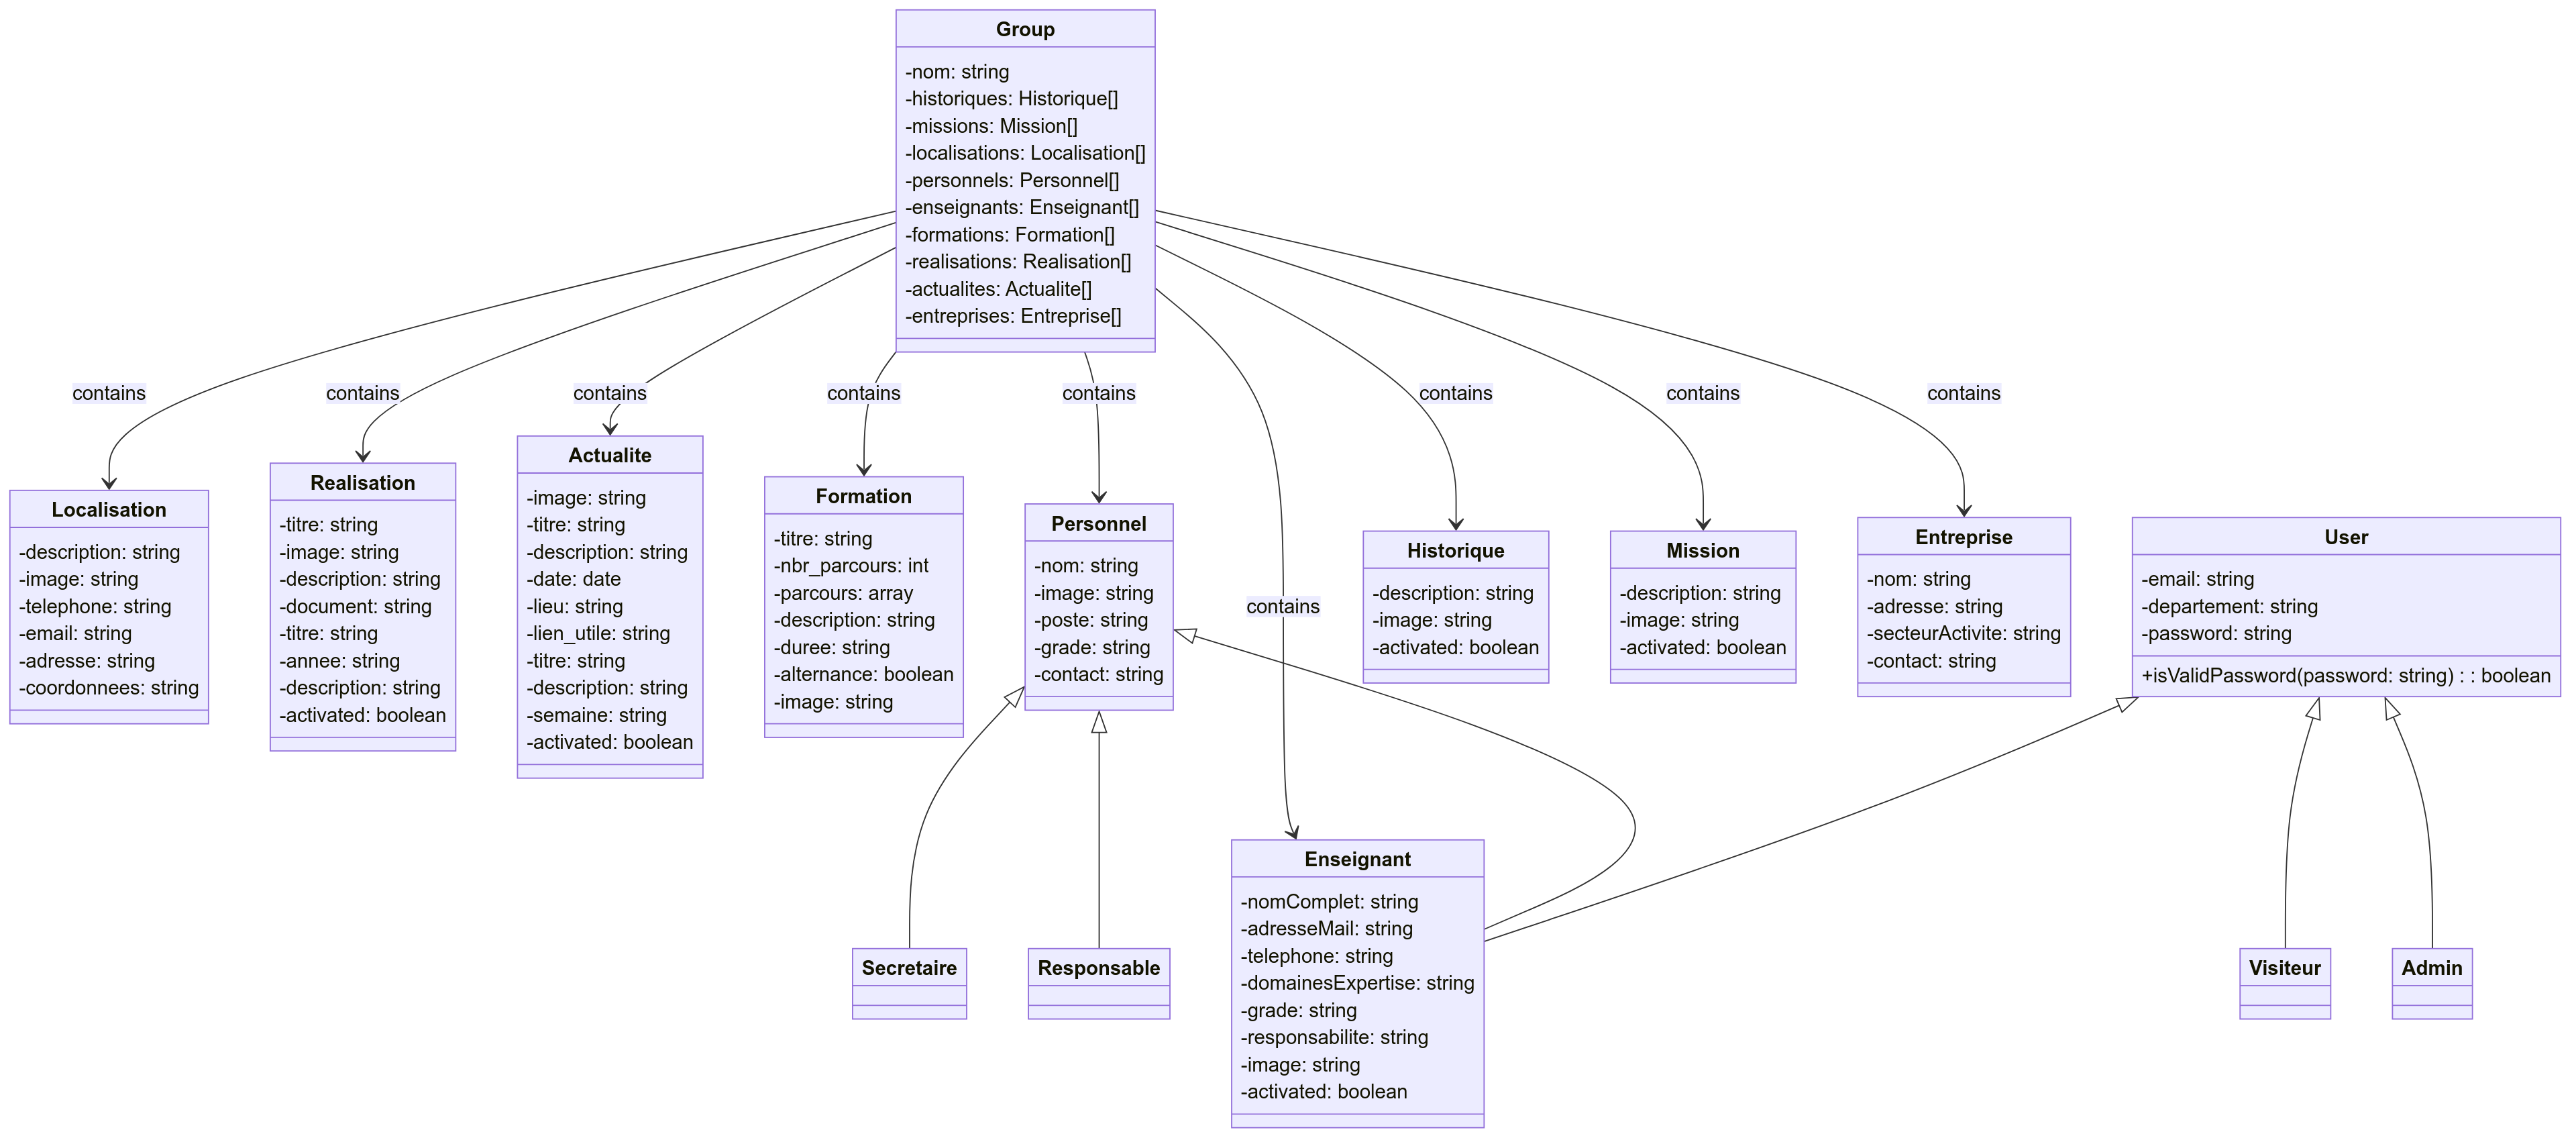 Group
-nom: string
-historiques: Historique[]
-missions: Mission[]
-localisations: Localisation[]
-personnels: Personnel[]
-enseignants: Enseignant[]
-formations: Formation[]
-realisations: Realisation[]
-actualites: Actualite[]
-entreprises: Entreprise[]
contains
contains
contains
contains
contains
contains
contains
contains
contains
Localisation
-description: string
-image: string
-telephone: string
-email: string
-adresse: string
-coordonnees: string
Realisation
-titre: string
-image: string
-description: string
-document: string
-titre: string
-annee: string
-description: string
-activated: boolean
Actualite
-image: string
-titre: string
-description: string
-date: date
-lieu: string
-lien_utile: string
-titre: string
-description: string
-semaine: string
-activated: boolean
Formation
-titre: string
-nbr_parcours: int
-parcours: array
-description: string
-duree: string
-alternance: boolean
-image: string
Personnel
-nom: string
-image: string
-poste: string
-grade: string
-contact: string
Historique
-description: string
-image: string
-activated: boolean
Mission
-description: string
-image: string
-activated: boolean
Entreprise
-nom: string
-adresse: string
-secteurActivite: string
-contact: string
User
-email: string
-departement: string
-password: string
+isValidPassword(password: string) : : boolean
Secretaire
Responsable
Enseignant
-nomComplet: string
-adresseMail: string
-telephone: string
-domainesExpertise: string
-grade: string
-responsabilite: string
-image: string
-activated: boolean
Visiteur
Admin